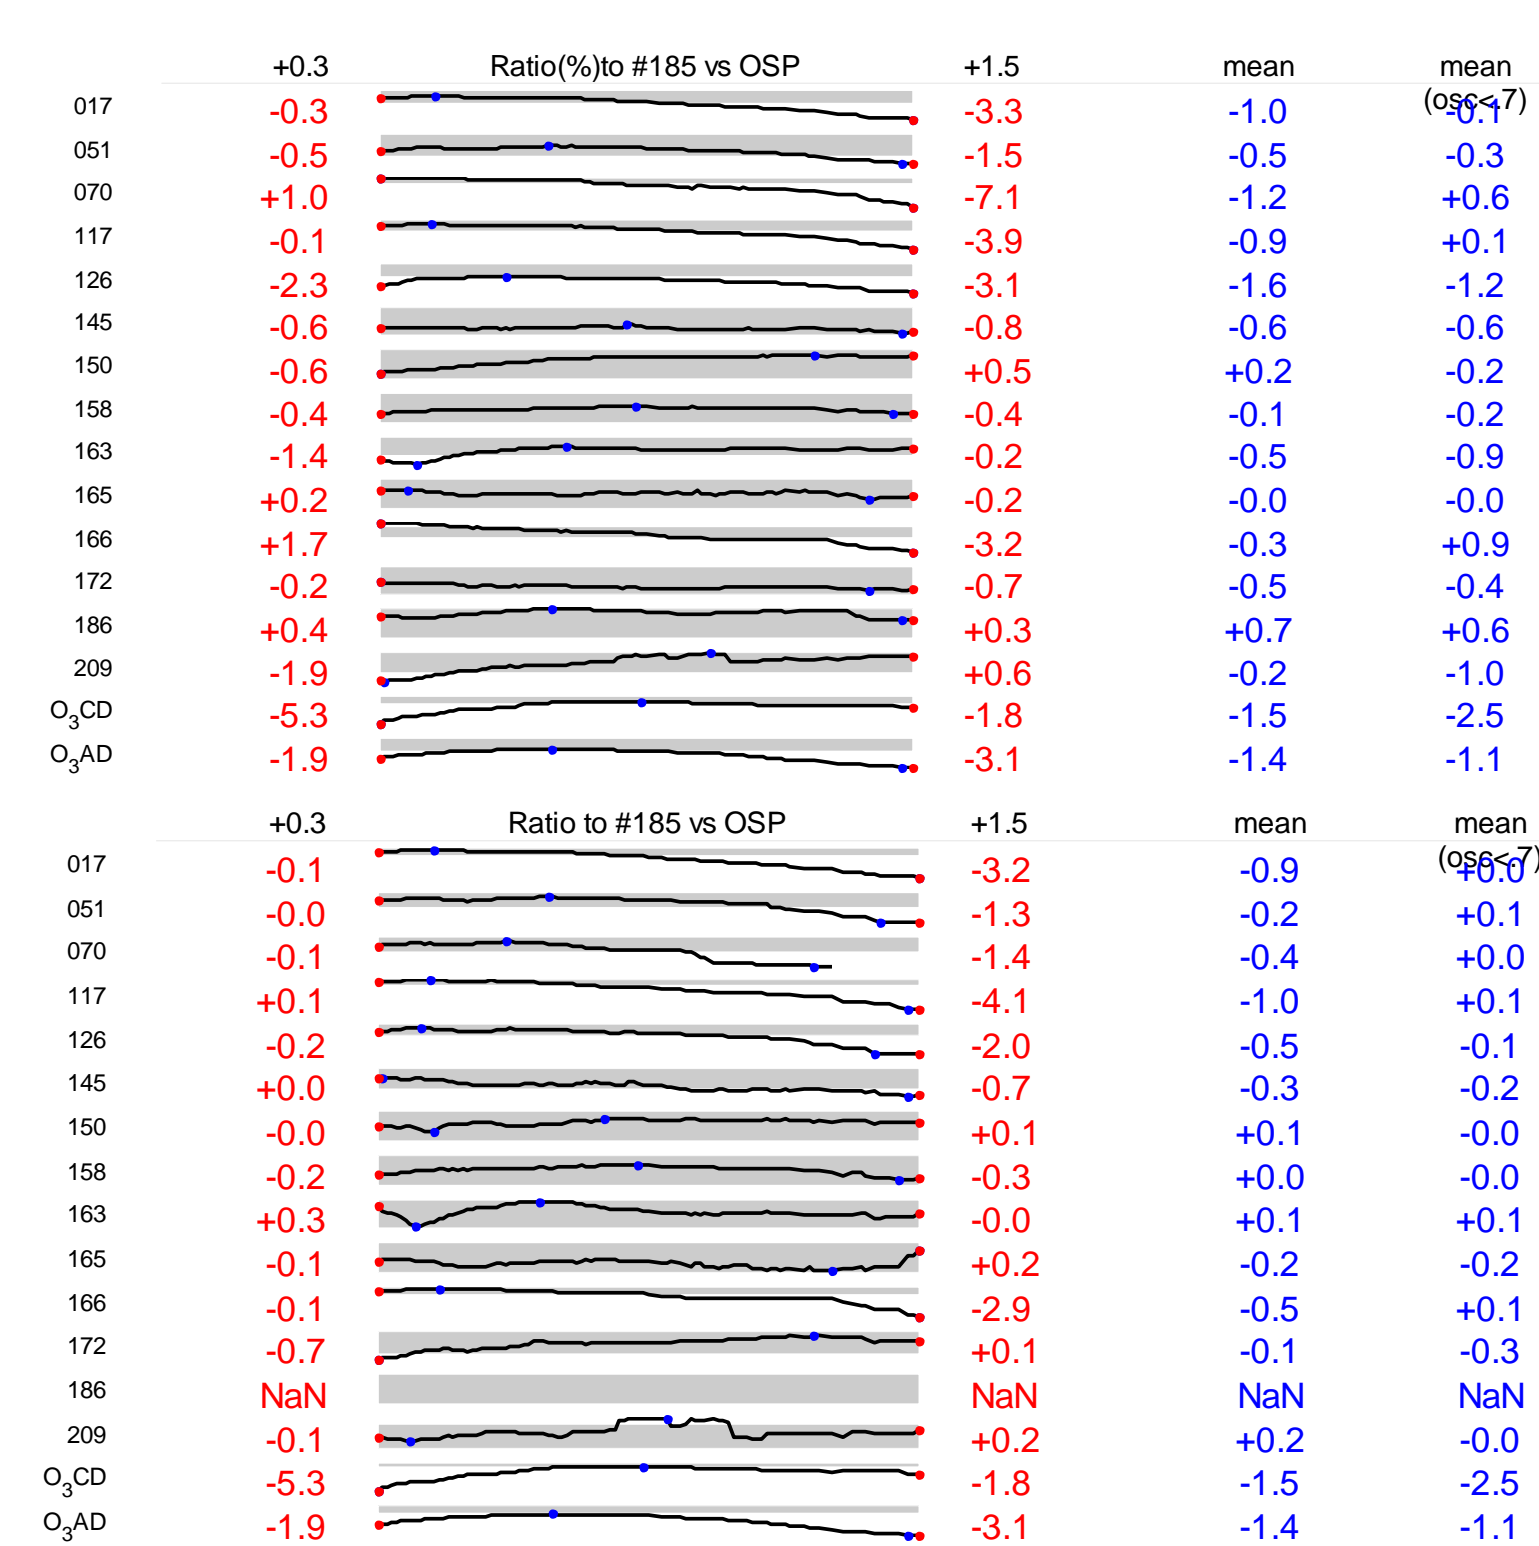 +0.3 Ratio(%)to #185 vs OSP +1.5 mean mean
(osc<.7)
017 -0.3 -3.3 -1.0 -0.1
051 -0.5 -1.5 -0.5 -0.3
070 +1.0 -7.1 -1.2 +0.6
117 -0.1 -3.9 -0.9 +0.1
126 -2.3 -3.1 -1.6 -1.2
145 -0.6 -0.8 -0.6 -0.6
150 -0.6 +0.5 +0.2 -0.2
158 -0.4 -0.4 -0.1 -0.2
163 -1.4 -0.2 -0.5 -0.9
165 +0.2 -0.2 -0.0 -0.0
166 +1.7 -3.2 -0.3 +0.9
172 -0.2 -0.7 -0.5 -0.4
186 +0.4 +0.3 +0.7 +0.6
209 -1.9 +0.6 -0.2 -1.0
O3CD -5.3 -1.8 -1.5 -2.5
O3AD -1.9 -3.1 -1.4 -1.1
+0.3 Ratio to #185 vs OSP +1.5 mean mean
(osc<.7)
017 -0.1 -3.2 -0.9 +0.0
051 -0.0 -1.3 -0.2 +0.1
070 -0.1 -1.4 -0.4 +0.0
117 +0.1 -4.1 -1.0 +0.1
126 -0.2 -2.0 -0.5 -0.1
145 +0.0 -0.7 -0.3 -0.2
150 -0.0 +0.1 +0.1 -0.0
158 -0.2 -0.3 +0.0 -0.0
163 +0.3 -0.0 +0.1 +0.1
165 -0.1 +0.2 -0.2 -0.2
166 -0.1 -2.9 -0.5 +0.1
172 -0.7 +0.1 -0.1 -0.3
186 NaN NaN NaN NaN
209 -0.1 +0.2 +0.2 -0.0
O3CD -5.3 -1.8 -1.5 -2.5
O3AD -1.9 -3.1 -1.4 -1.1